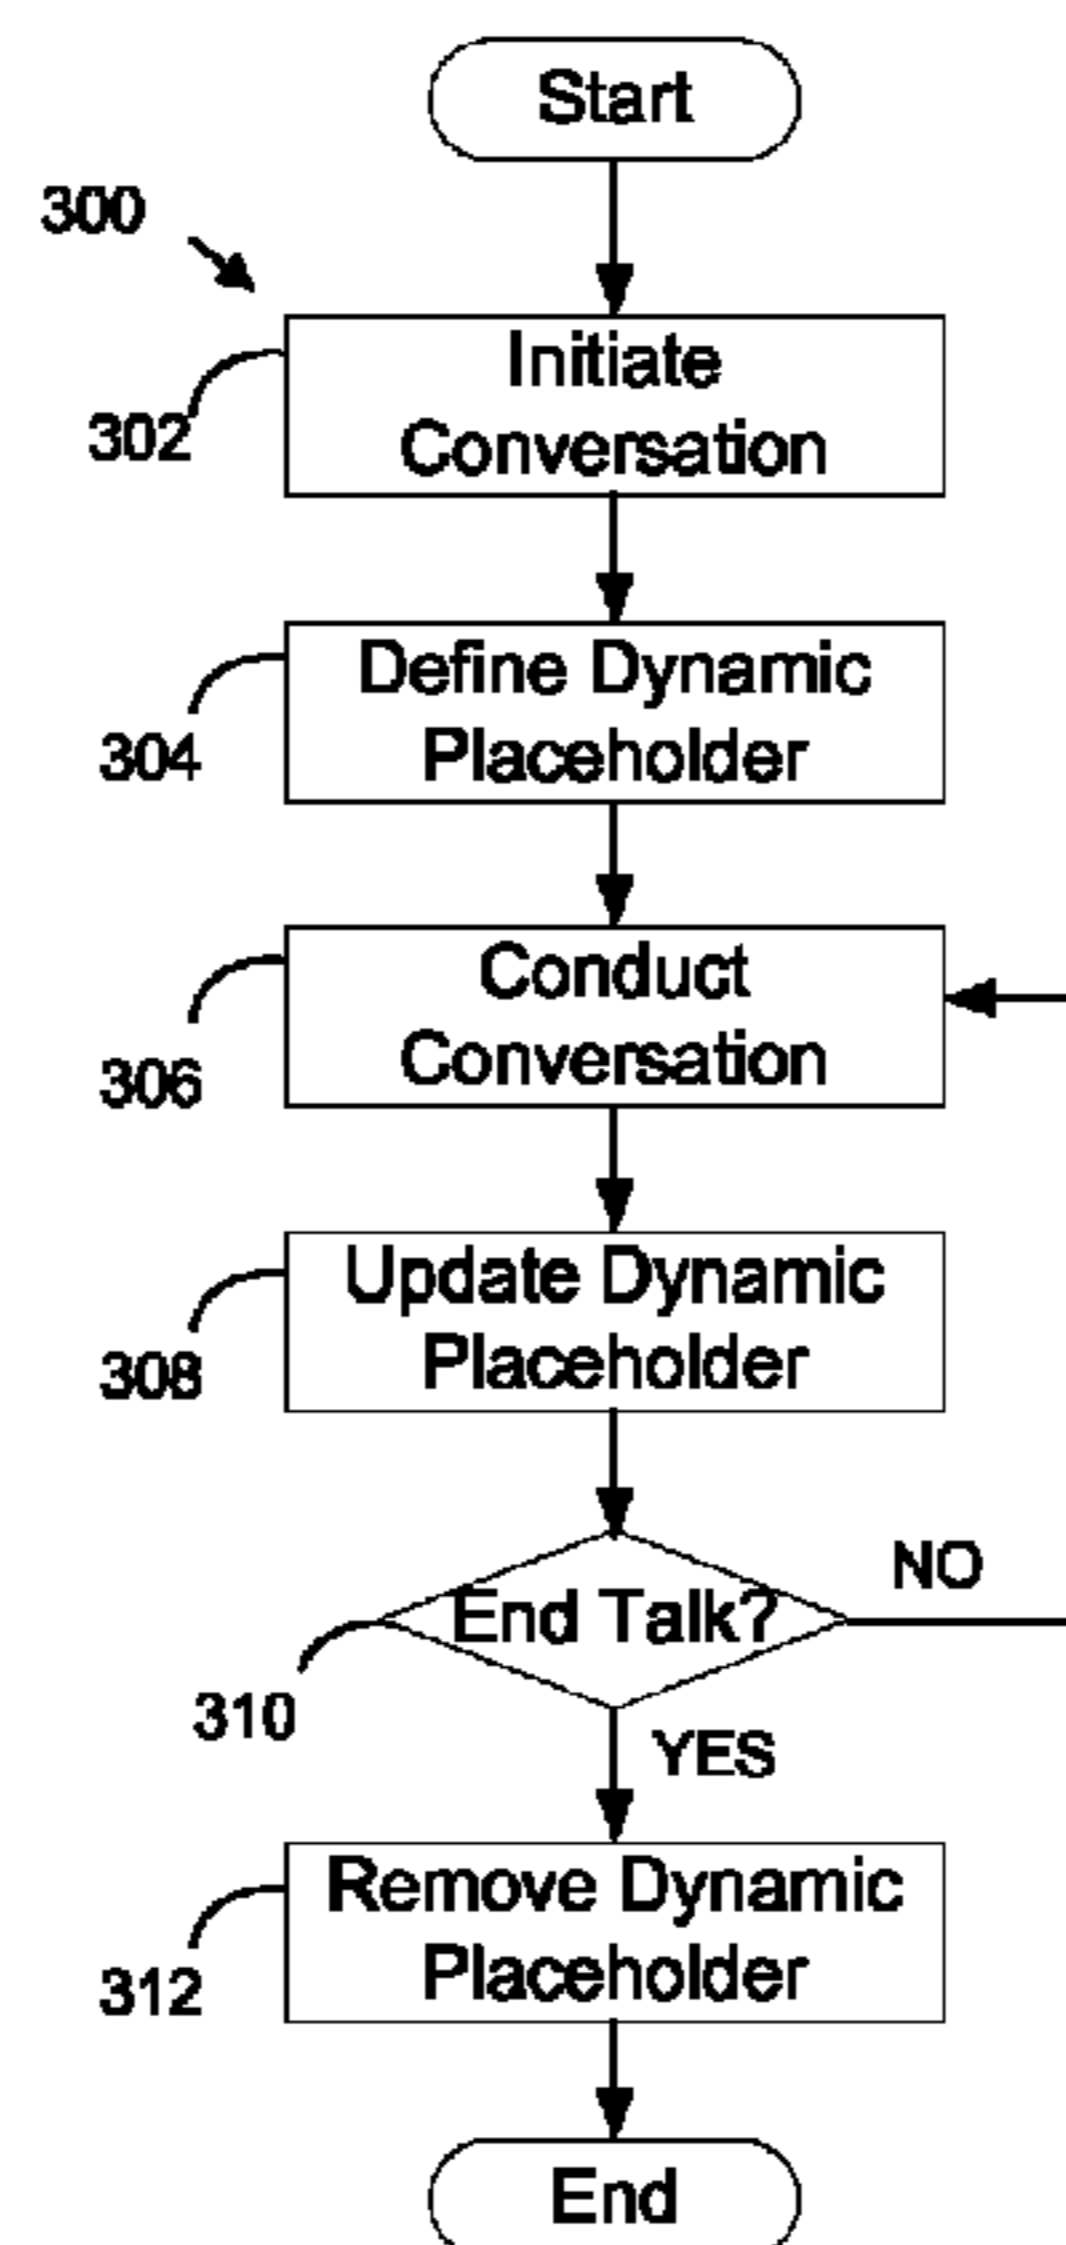 Start
300
Initiate
Conversation
302
Define Dynamic
Placeholder
304
Conduct
Conversation
306
Update Dynamic
Placeholder
308
End Talk?
NO
310
YES
Remove Dynamic
Placeholder
312
End